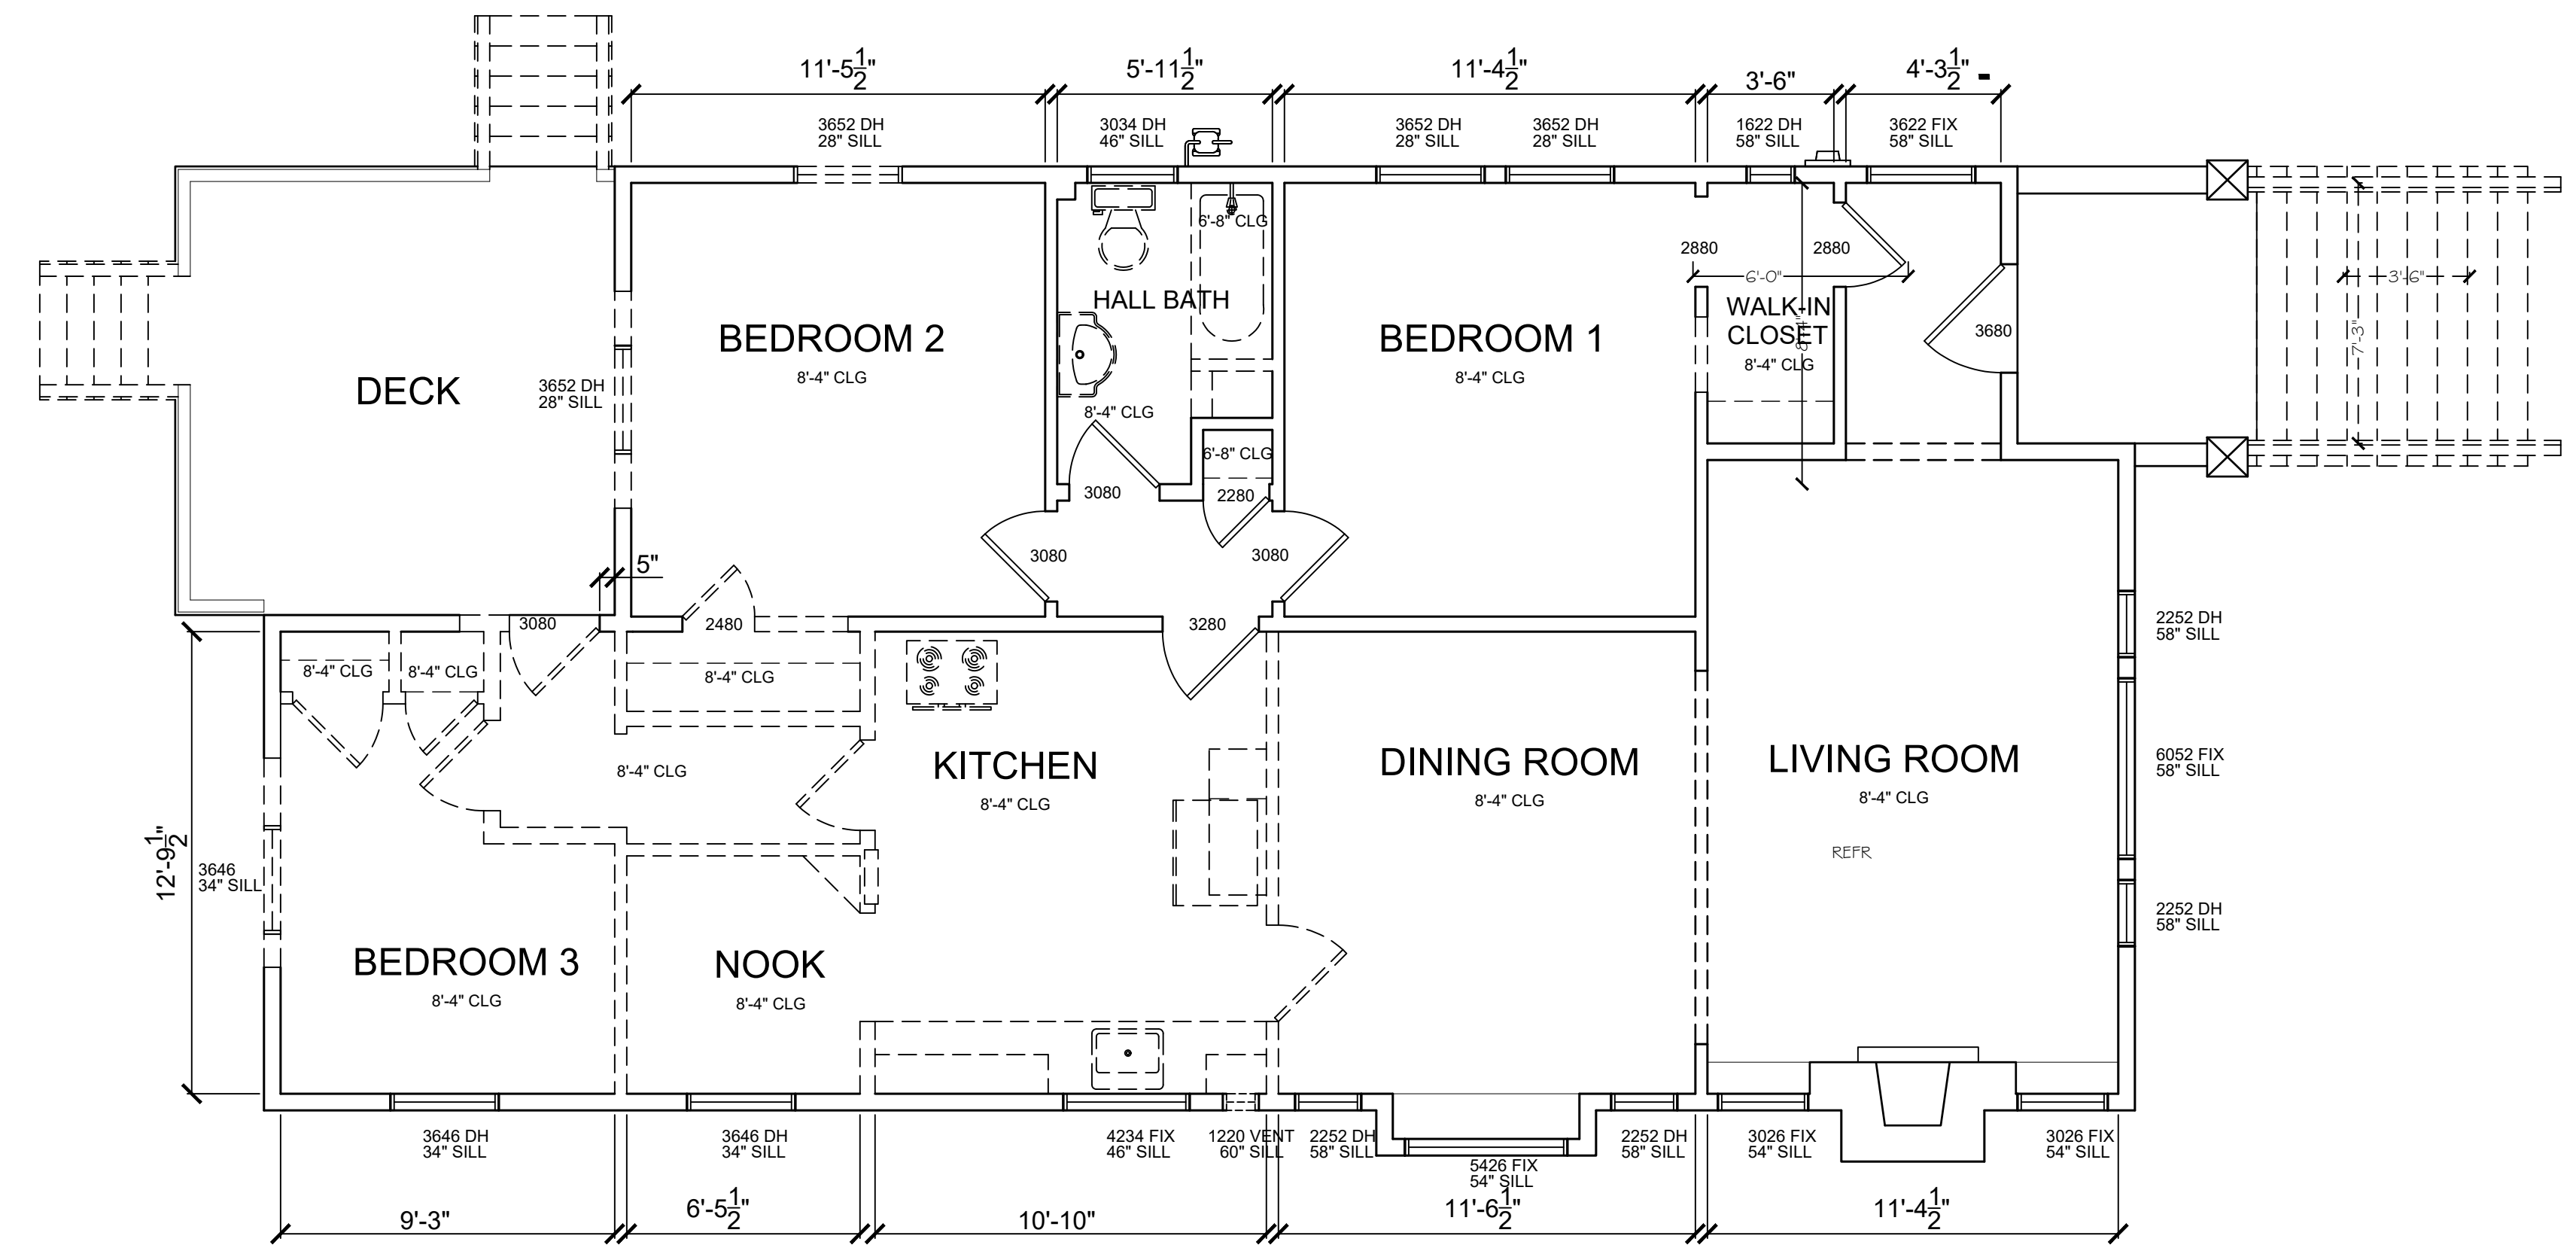 11'-5 1/2"
5'-11 1/2"
11'-4 1/2"
3'-6"
4'-3 1/2"
3652 DH
28" SILL
3034 DH
46" SILL
3652 DH
28" SILL
3652 DH
28" SILL
1622 DH
58" SILL
3622 FIX
58" SILL
6'-8" CLG
2880
2880
6'-0"
3'-6"
HALL BATH
WALK-IN
CLOSET
8'-4" CLG
3680
7'-3"
BEDROOM 2
8'-4" CLG
BEDROOM 1
8'-4" CLG
DECK
3652 DH
28" SILL
8'-4" CLG
6'-8" CLG
3080
2280
3080
3080
5"
3080
2480
3280
2252 DH
58" SILL
8'-4" CLG
8'-4" CLG
8'-4" CLG
8'-4" CLG
KITCHEN
8'-4" CLG
DINING ROOM
8'-4" CLG
LIVING ROOM
8'-4" CLG
6052 FIX
58" SILL
REFR
12'-9 1/2"
3646
34" SILL
2252 DH
58" SILL
BEDROOM 3
8'-4" CLG
NOOK
8'-4" CLG
3646 DH
34" SILL
3646 DH
34" SILL
4234 FIX
46" SILL
1220 VENT
60" SILL
2252 DH
58" SILL
5426 FIX
54" SILL
2252 DH
58" SILL
3026 FIX
54" SILL
3026 FIX
54" SILL
9'-3"
6'-5 1/2"
10'-10"
11'-6 1/2"
11'-4 1/2"